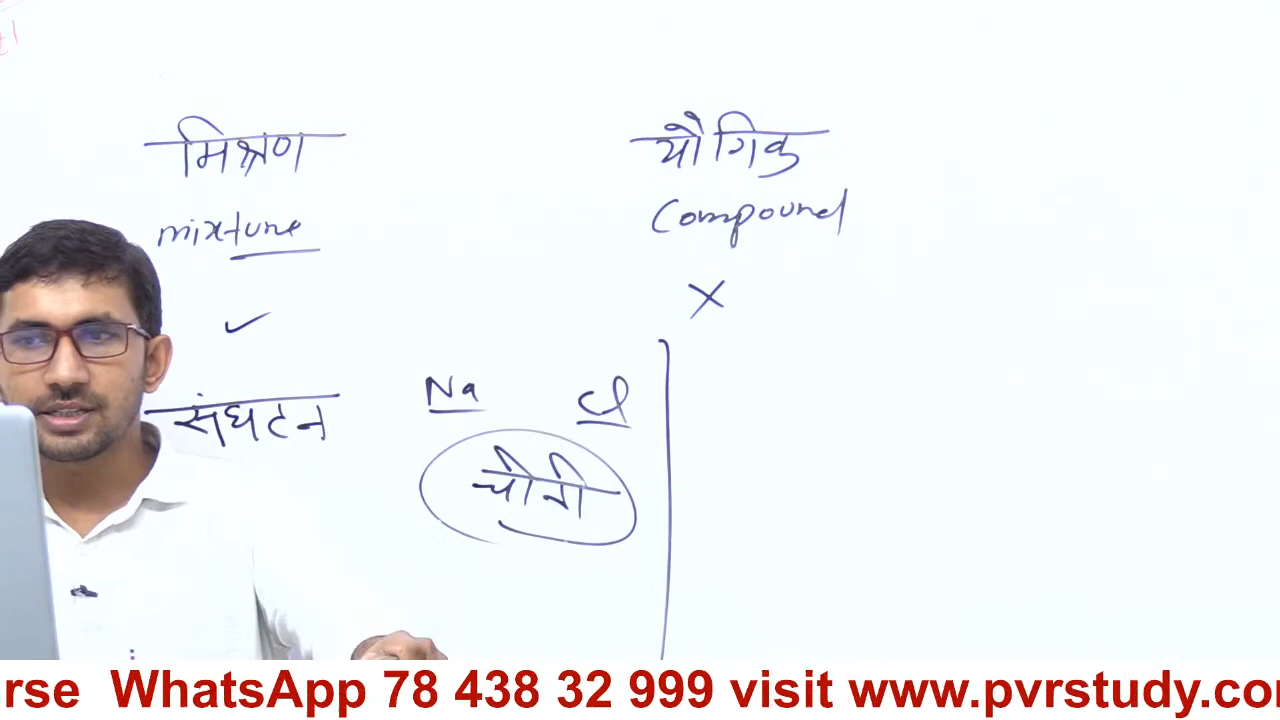 मिश्रण
यौगिक
mixture
Compound
✓
×
संघटन
Na
Cl
चीनी
rse WhatsApp 78 438 32 999 visit www.pvrstudy.co